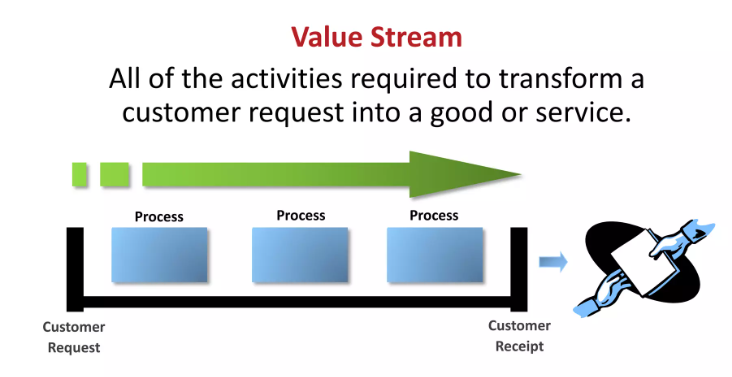 Value Stream
All of the activities required to transform a
customer request into a good or service.
Process
Process
Process
Customer
Request
Customer
Receipt